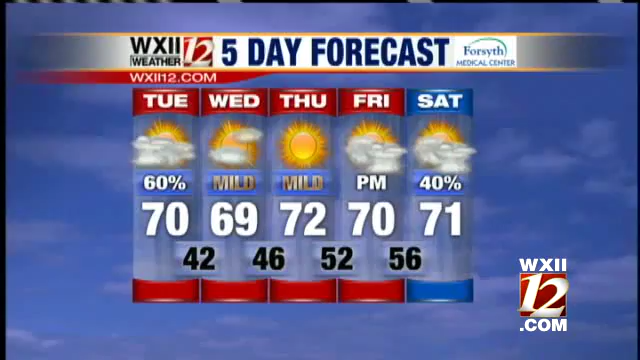 WXII 12
WEATHER
5 DAY FORECAST
Forsyth
MEDICAL CENTER
WXII12.COM
TUE WED THU FRI SAT
60% MILD MILD PM 40%
70 69 72 70 71
42 46 52 56
WXII
12
.COM